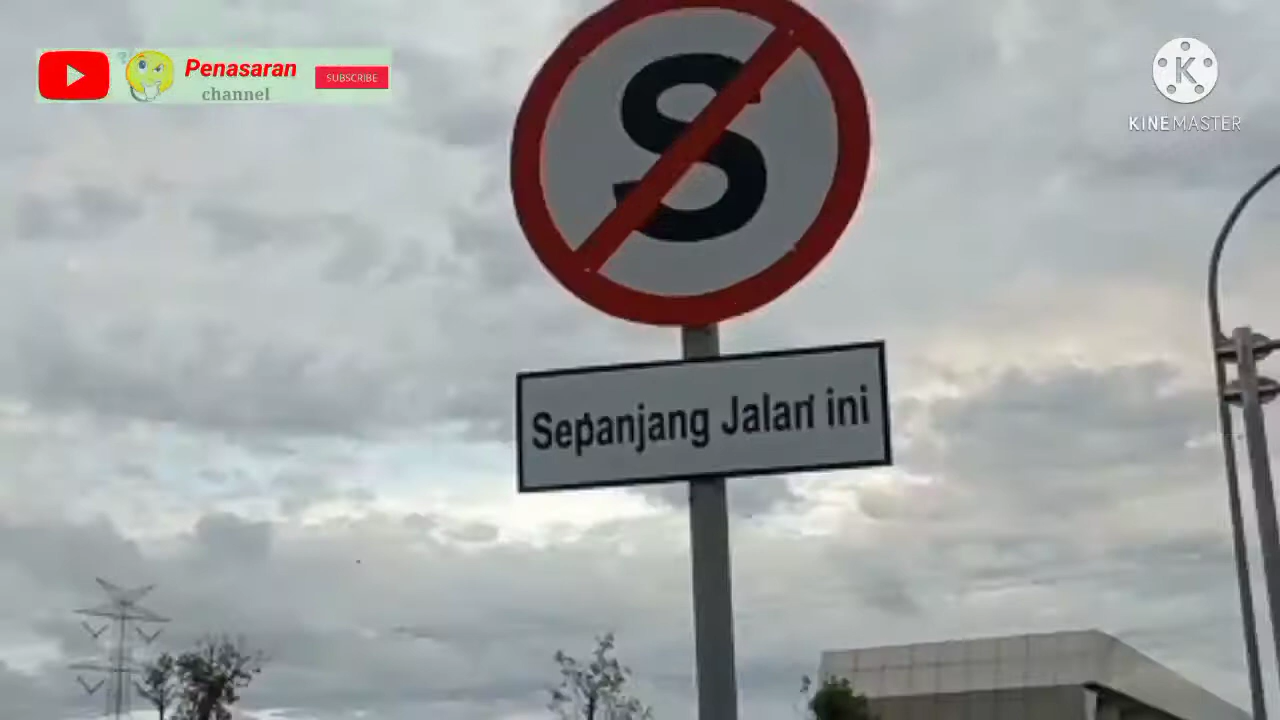 Penasaran
channel
SUBSCRIBE
K
KINEMASTER
S
Sepanjang Jalan ini